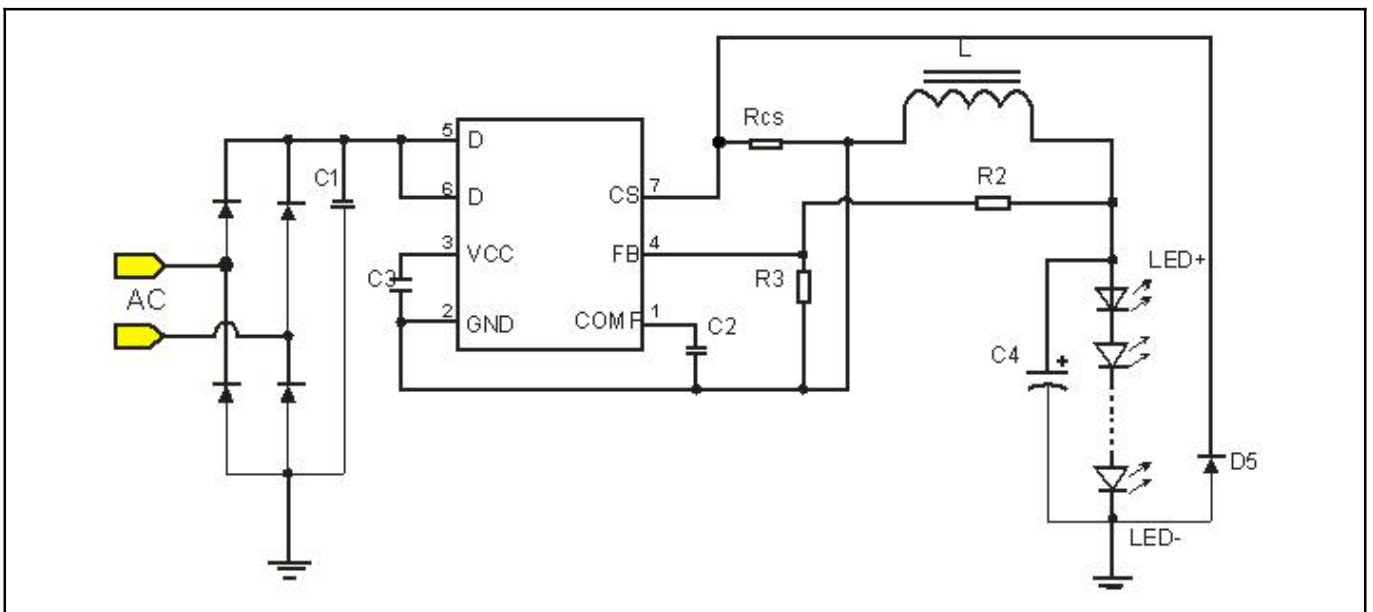 L
Rcs
5
D
C1
R2
6
D
CS
7
3
VCC
FB
4
LED+
C3
R3
AC
2
GND
COMP
1
C2
C4
+
D5
LED-